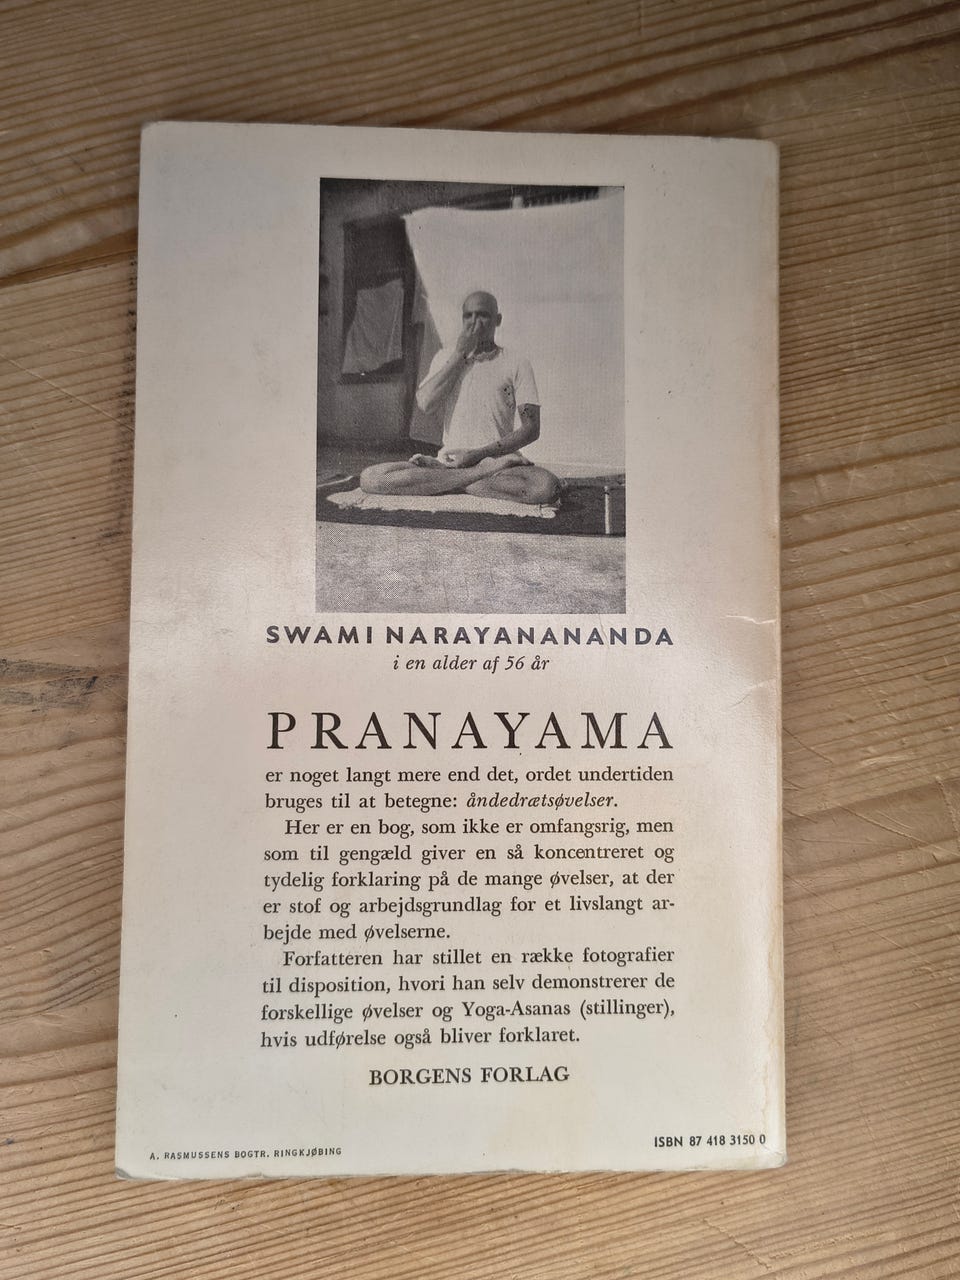 SWAMI NARAYANANANDA
i en alder af 56 år
PRANAYAMA
er noget langt mere end det, ordet undertiden
bruges til at betegne: åndedrætsøvelser.
Her er en bog, som ikke er omfangsrig, men
som til gengæld giver en så koncentreret og
tydelig forklaring på de mange øvelser, at der
er stof og arbejdsgrundlag for et livslangt ar-
bejde med øvelserne.
Forfatteren har stillet en række fotografier
til disposition, hvori han selv demonstrerer de
forskellige øvelser og Yoga-Asanas (stillinger),
hvis udførelse også bliver forklaret.
BORGENS FORLAG
A. RASMUSSENS BOGTR. RINGKJØBING
ISBN 87 418 3150 0